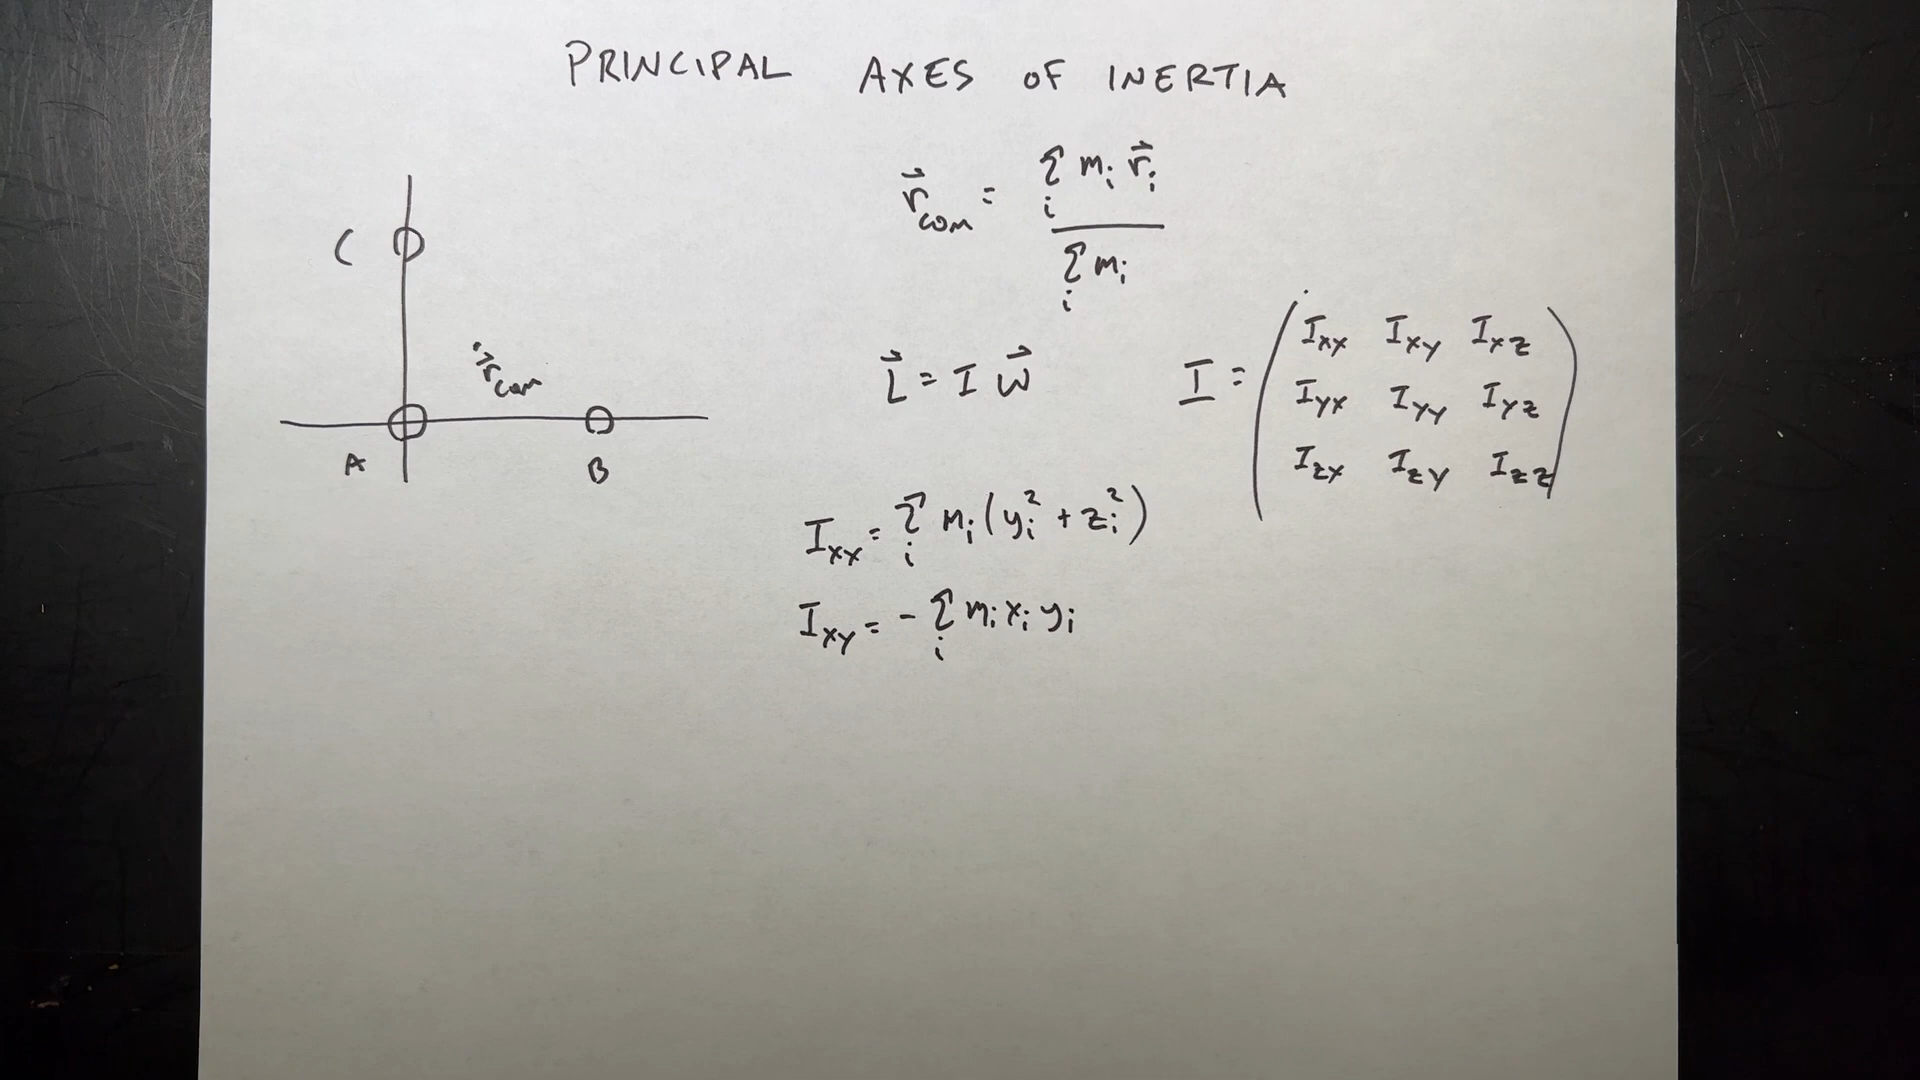 PRINCIPAL AXES OF INERTIA
r⃗com = Σi mi r⃗i / Σi mi
C
r⃗com
A
B
L⃗ = I ω⃗
I = ( Ixx Ixy Ixz
Iyx Iyy Iyz
Izx Izy Izz )
Ixx = Σi mi (yi² + zi²)
Ixy = - Σi mi xi yi